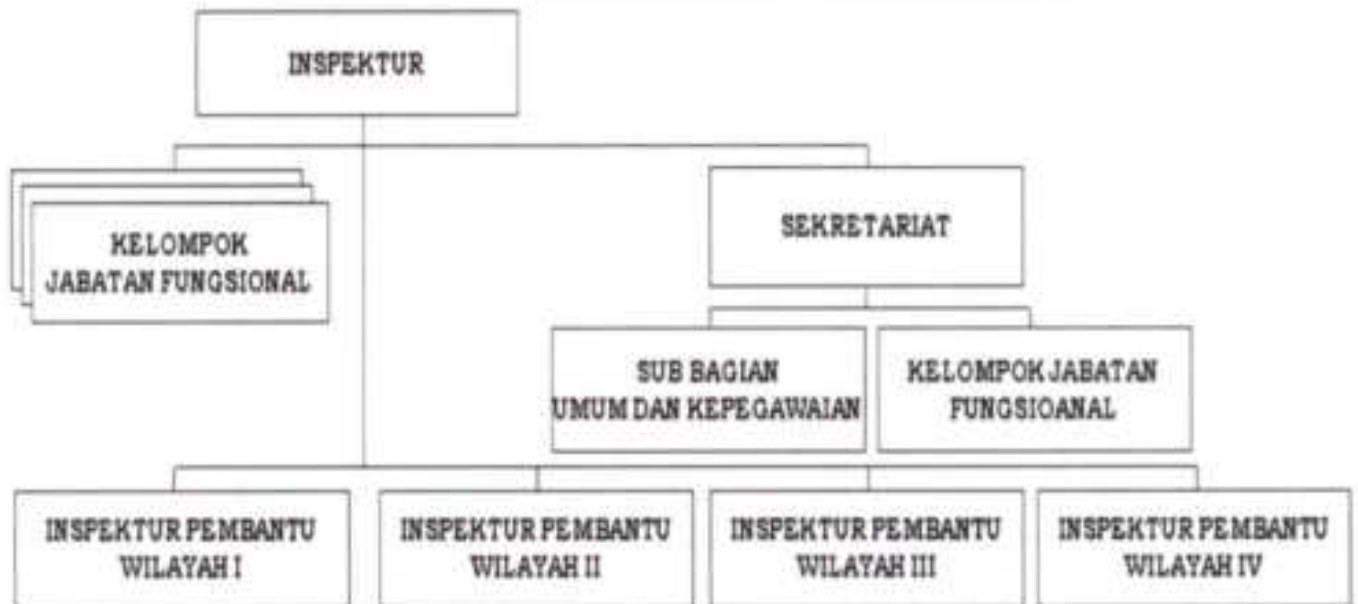 INSPEKTUR
KELOMPOK
JABATAN FUNGSIONAL
SEKRETARIAT
SUB BAGIAN
UMUM DAN KEPEGAWAIAN
KELOMPOK JABATAN
FUNGSIOANAL
INSPEKTUR PEMBANTU
WILAYAH I
INSPEKTUR PEMBANTU
WILAYAH II
INSPEKTUR PEMBANTU
WILAYAH III
INSPEKTUR PEMBANTU
WILAYAH IV